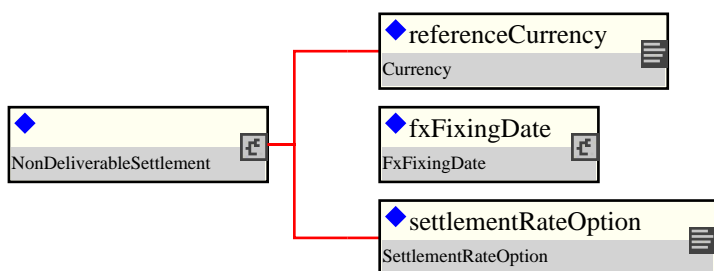 referenceCurrency
Currency
NonDeliverableSettlement
fxFixingDate
FxFixingDate
settlementRateOption
SettlementRateOption